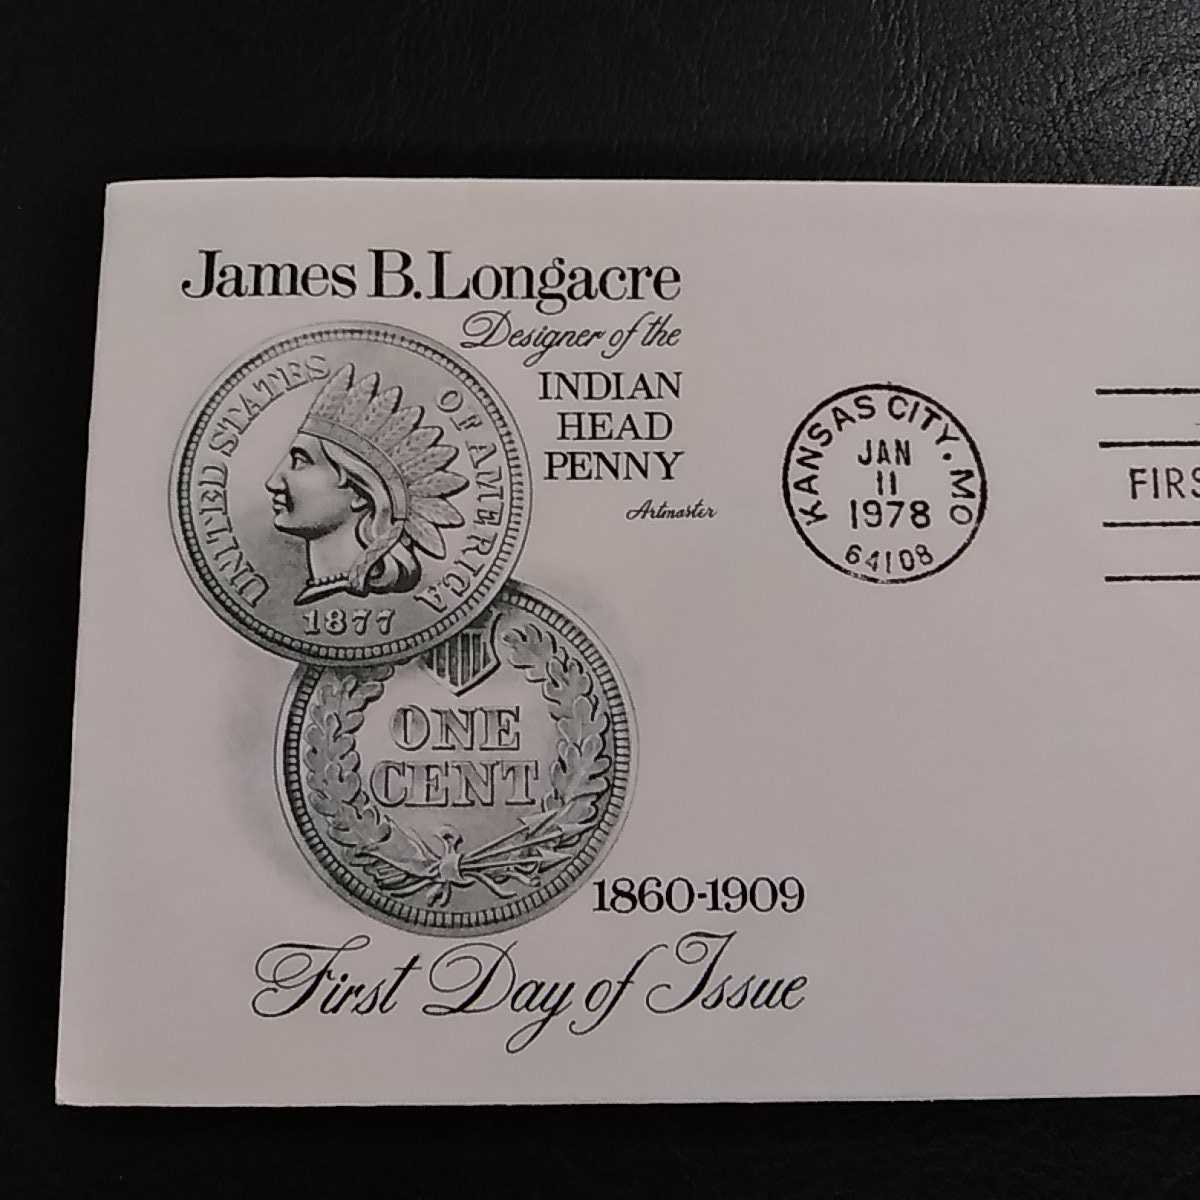 James B. Longacre
Designer of the
INDIAN
HEAD
PENNY
Artmaster
UNITED STATES OF AMERICA
1877
ONE
CENT
1860-1909
First Day of Issue
KANSAS CITY, MO
JAN
11
1978
64108
FIRS